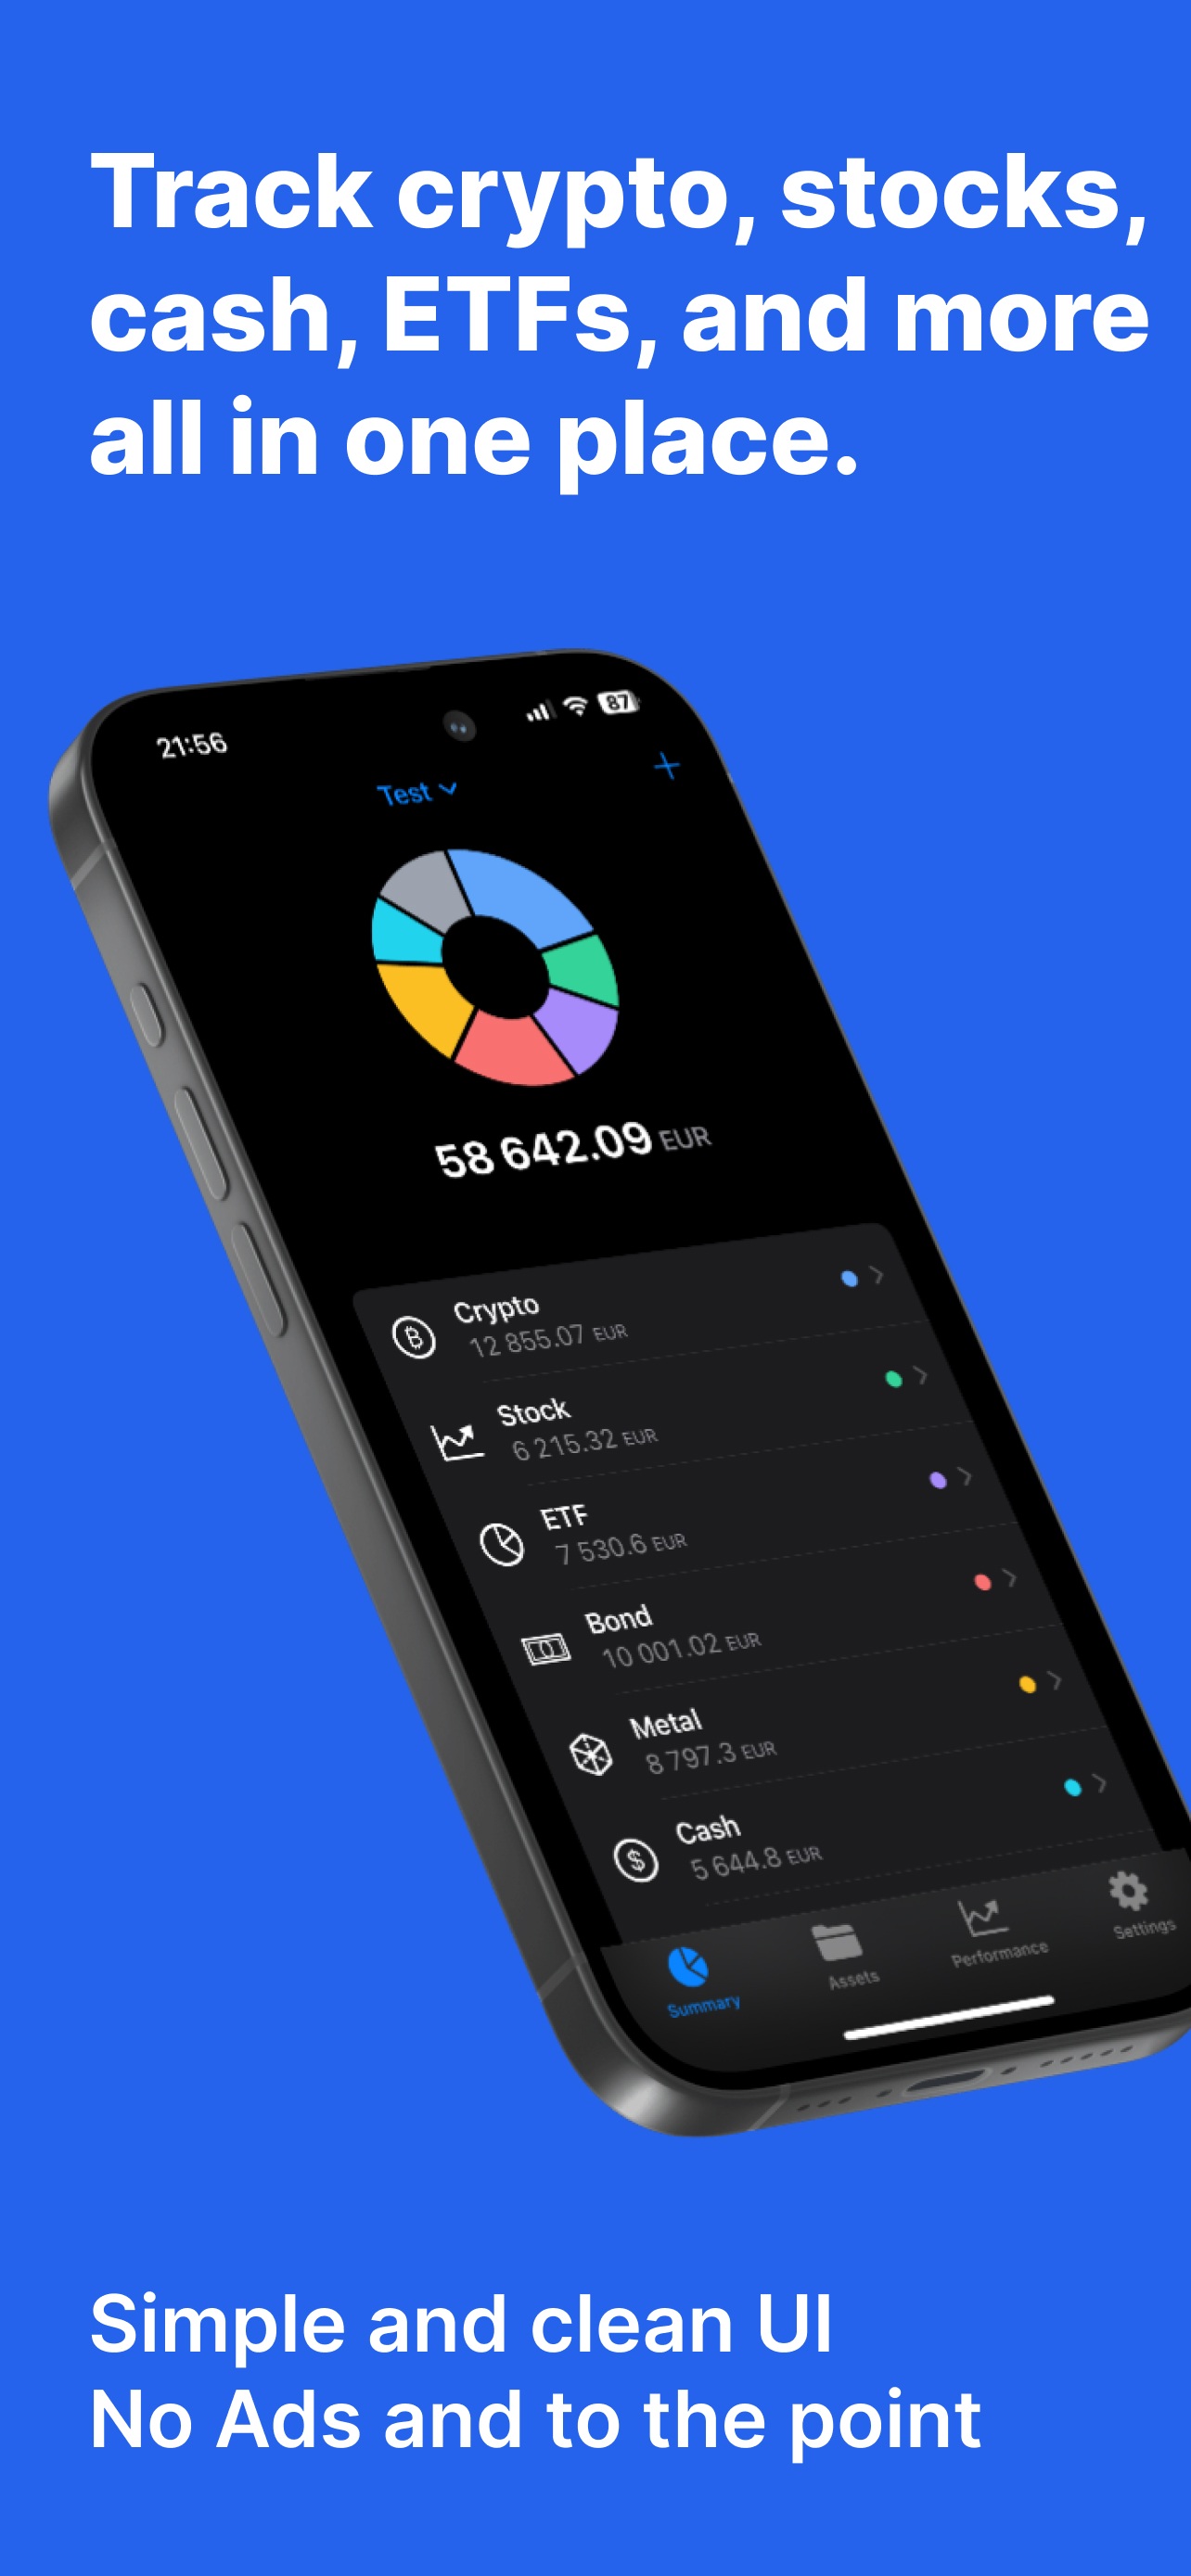 Track crypto, stocks,
cash, ETFs, and more
all in one place.
21:56
87
Test
58 642.09 EUR
Crypto
12 855.07 EUR
Stock
6 215.32 EUR
ETF
7 530.6 EUR
Bond
10 001.02 EUR
Metal
8 797.3 EUR
Cash
5 644.8 EUR
Summary
Assets
Performance
Settings
Simple and clean UI
No Ads and to the point